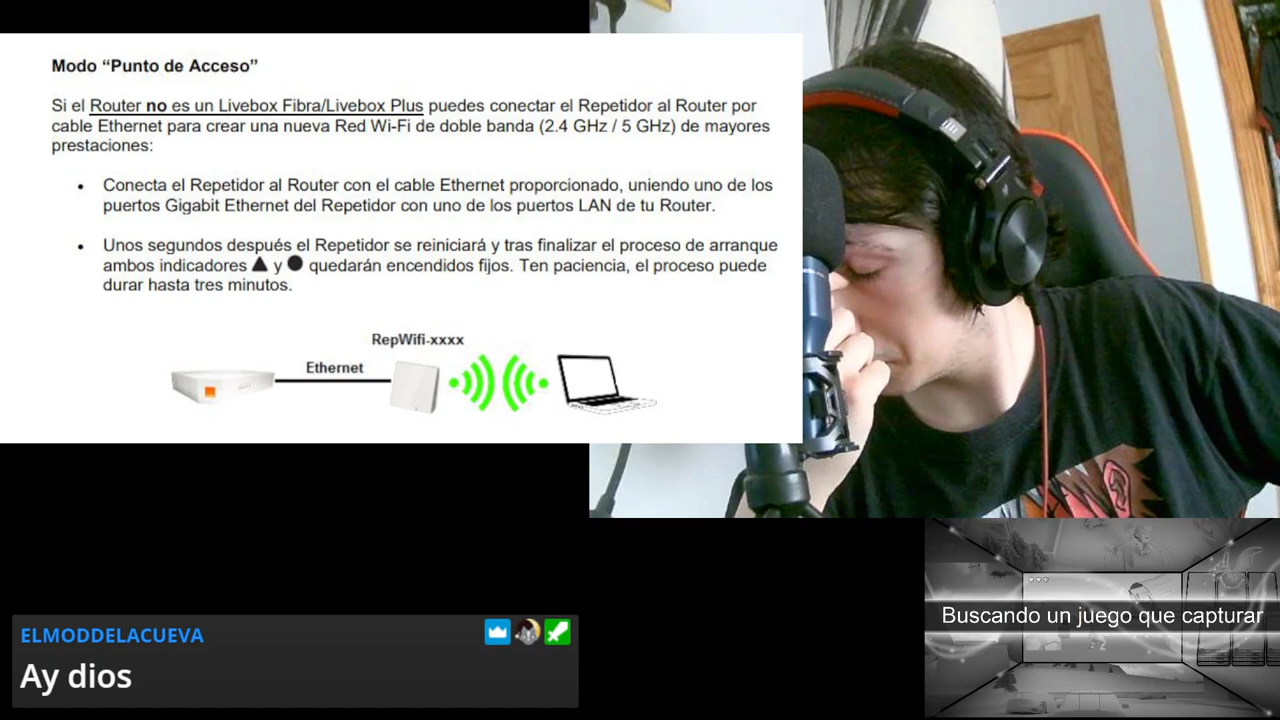 Modo “Punto de Acceso”
Si el Router no es un Livebox Fibra/Livebox Plus puedes conectar el Repetidor al Router por
cable Ethernet para crear una nueva Red Wi-Fi de doble banda (2.4 GHz / 5 GHz) de mayores
prestaciones:
• Conecta el Repetidor al Router con el cable Ethernet proporcionado, uniendo uno de los
puertos Gigabit Ethernet del Repetidor con uno de los puertos LAN de tu Router.
• Unos segundos después el Repetidor se reiniciará y tras finalizar el proceso de arranque
ambos indicadores ▲ y ● quedarán encendidos fijos. Ten paciencia, el proceso puede
durar hasta tres minutos.
RepWifi-xxxx
Ethernet
Buscando un juego que capturar
ELMODDELACUEVA
Ay dios